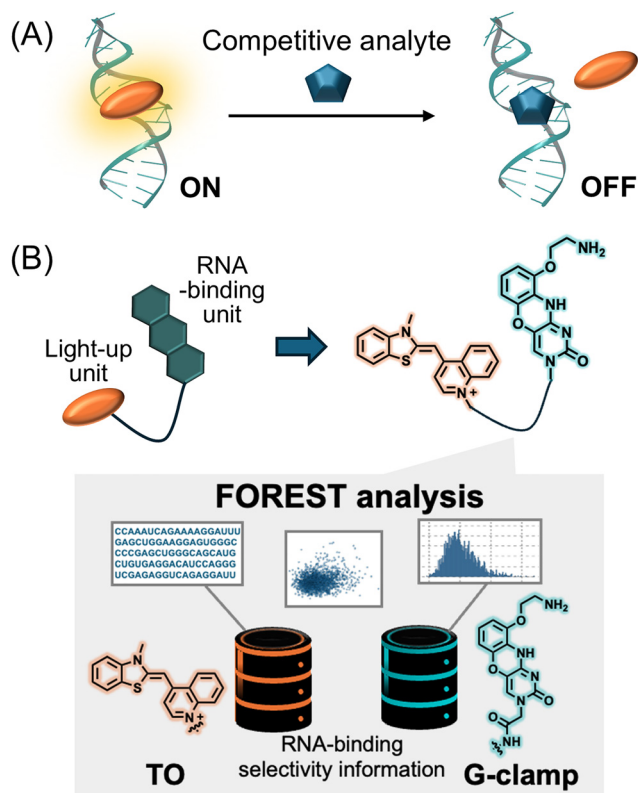 (A)
Competitive analyte
ON
OFF
(B)
RNA
-binding
unit
Light-up
unit
N
S
N
+
NH₂
O
NH
O
N
N
O
FOREST analysis
CCAAAUCAGAAAAGGAUUU
GAGCUGGAAGGAGUGGGC
CCCGAGCUGGGCAGCAUG
CUGUGAGGACAUCCAGGG
UCGAGAGGUCAGAGGAUU
N
S
N
+
NH₂
O
NH
O
N
N
O
O
NH
RNA-binding
selectivity information
TO
G-clamp